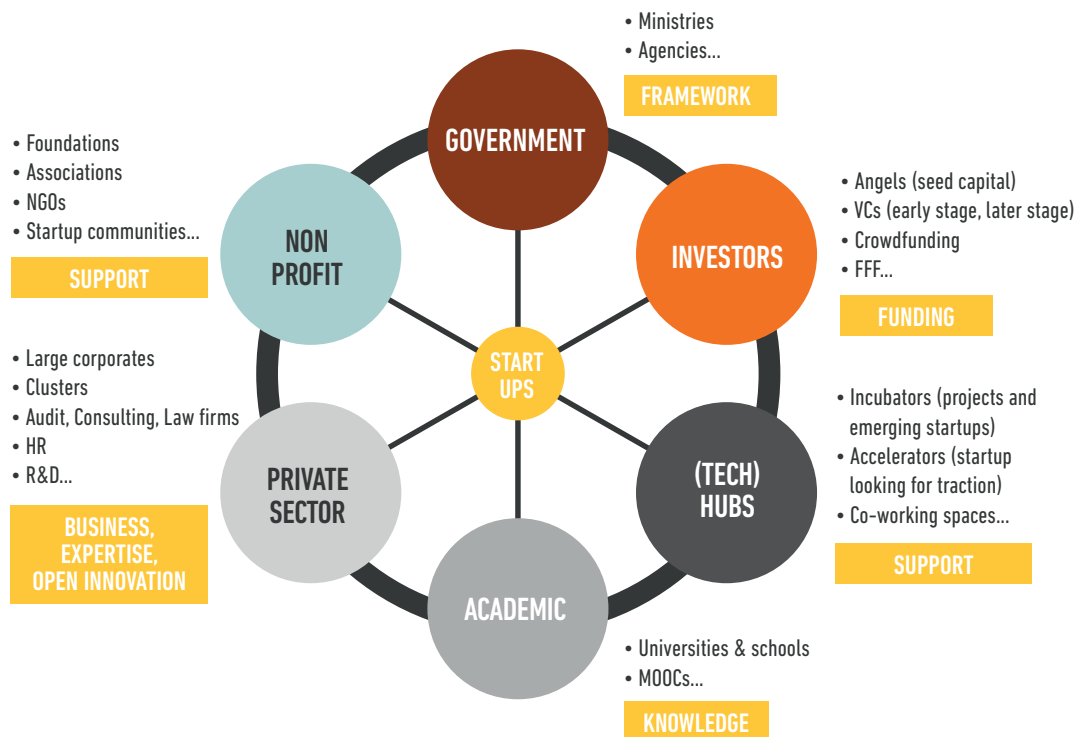 • Ministries
• Agencies...
FRAMEWORK
GOVERNMENT
• Foundations
• Associations
• NGOs
• Startup communities...
SUPPORT
NON
PROFIT
INVESTORS
• Angels (seed capital)
• VCs (early stage, later stage)
• Crowdfunding
• FFF...
FUNDING
START
UPS
• Large corporates
• Clusters
• Audit, Consulting, Law firms
• HR
• R&D...
BUSINESS,
EXPERTISE,
OPEN INNOVATION
PRIVATE
SECTOR
(TECH)
HUBS
• Incubators (projects and
emerging startups)
• Accelerators (startup
looking for traction)
• Co-working spaces...
SUPPORT
ACADEMIC
• Universities & schools
• MOOCs...
KNOWLEDGE